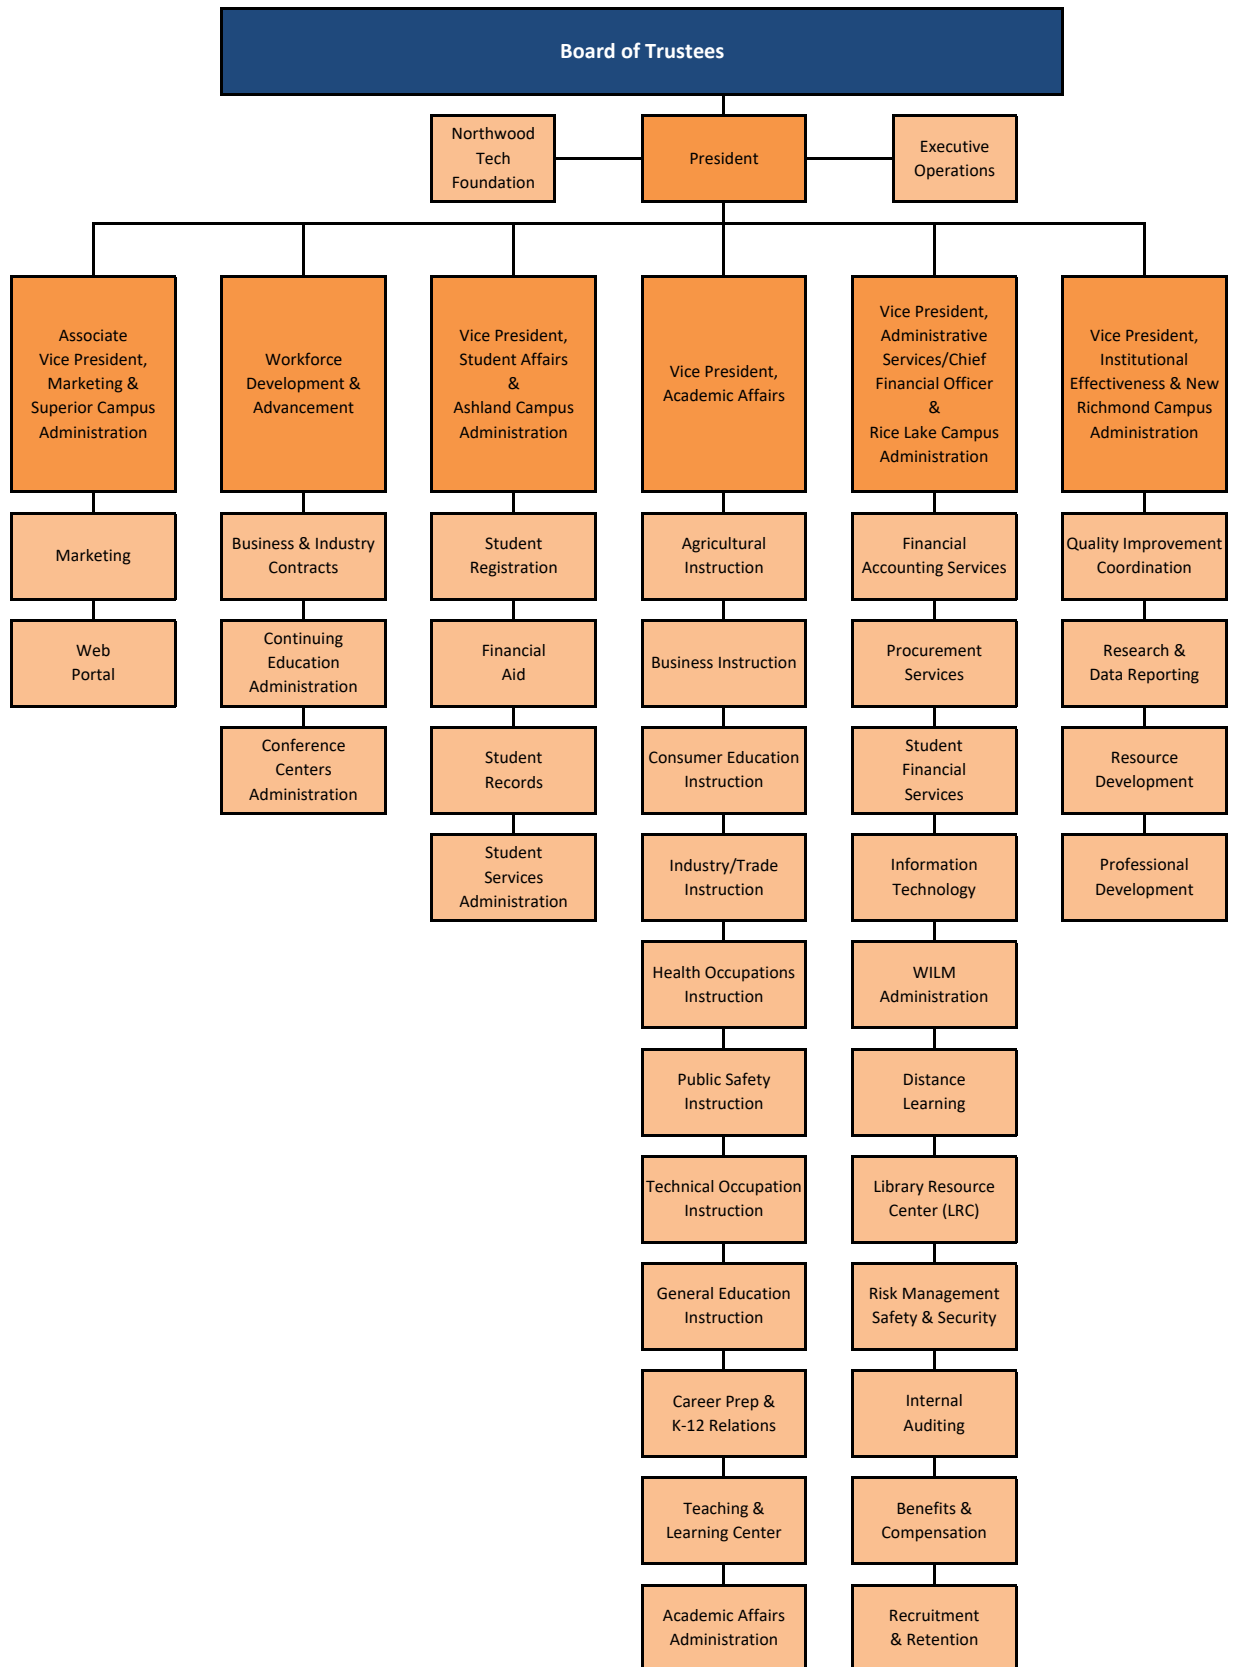 Board of Trustees
Northwood
Tech
Foundation
President
Executive
Operations
Associate
Vice President,
Marketing &
Superior Campus
Administration
Workforce
Development &
Advancement
Vice President,
Student Affairs
&
Ashland Campus
Administration
Vice President,
Academic Affairs
Vice President,
Administrative
Services/Chief
Financial Officer
&
Rice Lake Campus
Administration
Vice President,
Institutional
Effectiveness & New
Richmond Campus
Administration
Marketing
Web
Portal
Business & Industry
Contracts
Continuing
Education
Administration
Conference
Centers
Administration
Student
Registration
Financial
Aid
Student
Records
Student
Services
Administration
Agricultural
Instruction
Business Instruction
Consumer Education
Instruction
Industry/Trade
Instruction
Health Occupations
Instruction
Public Safety
Instruction
Technical Occupation
Instruction
General Education
Instruction
Career Prep &
K-12 Relations
Teaching &
Learning Center
Academic Affairs
Administration
Financial
Accounting Services
Procurement
Services
Student
Financial
Services
Information
Technology
WILM
Administration
Distance
Learning
Library Resource
Center (LRC)
Risk Management
Safety & Security
Internal
Auditing
Benefits &
Compensation
Recruitment
& Retention
Quality Improvement
Coordination
Research &
Data Reporting
Resource
Development
Professional
Development